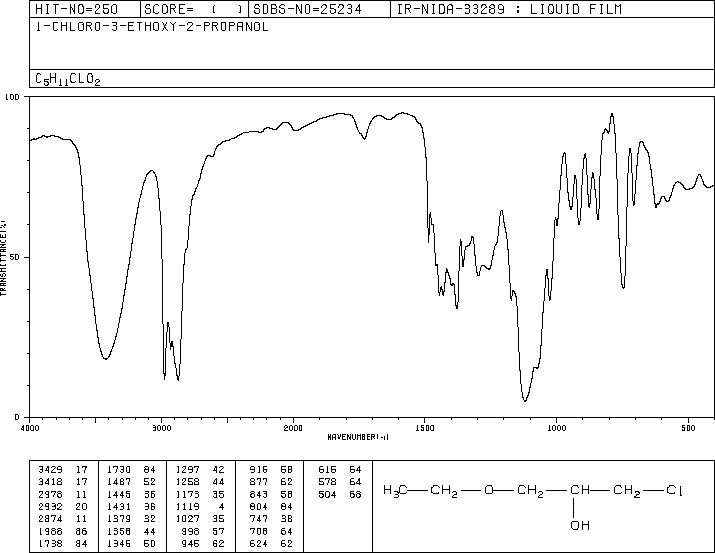 HIT-NO=250 SCORE= ( ) SDBS-NO=25234 IR-NIDA-33289 : LIQUID FILM
1-CHLORO-3-ETHOXY-2-PROPANOL
C5H11CLO2
100
50
0
TRANSMITTANCE(%)
4000 3000 2000 1500 1000 500
WAVENUMBER(-1)
3429 17 1730 84 1297 42 916 58 615 64
3418 17 1487 52 1258 44 877 62 578 64
2978 11 1445 36 1173 35 843 58 504 68
2932 20 1431 36 1119 4 804 84
2874 11 1379 32 1027 35 747 38
1988 86 1358 44 998 57 708 64
1738 84 1346 50 945 62 624 62
H3C—CH2—O—CH2—CH—CH2—Cl
OH